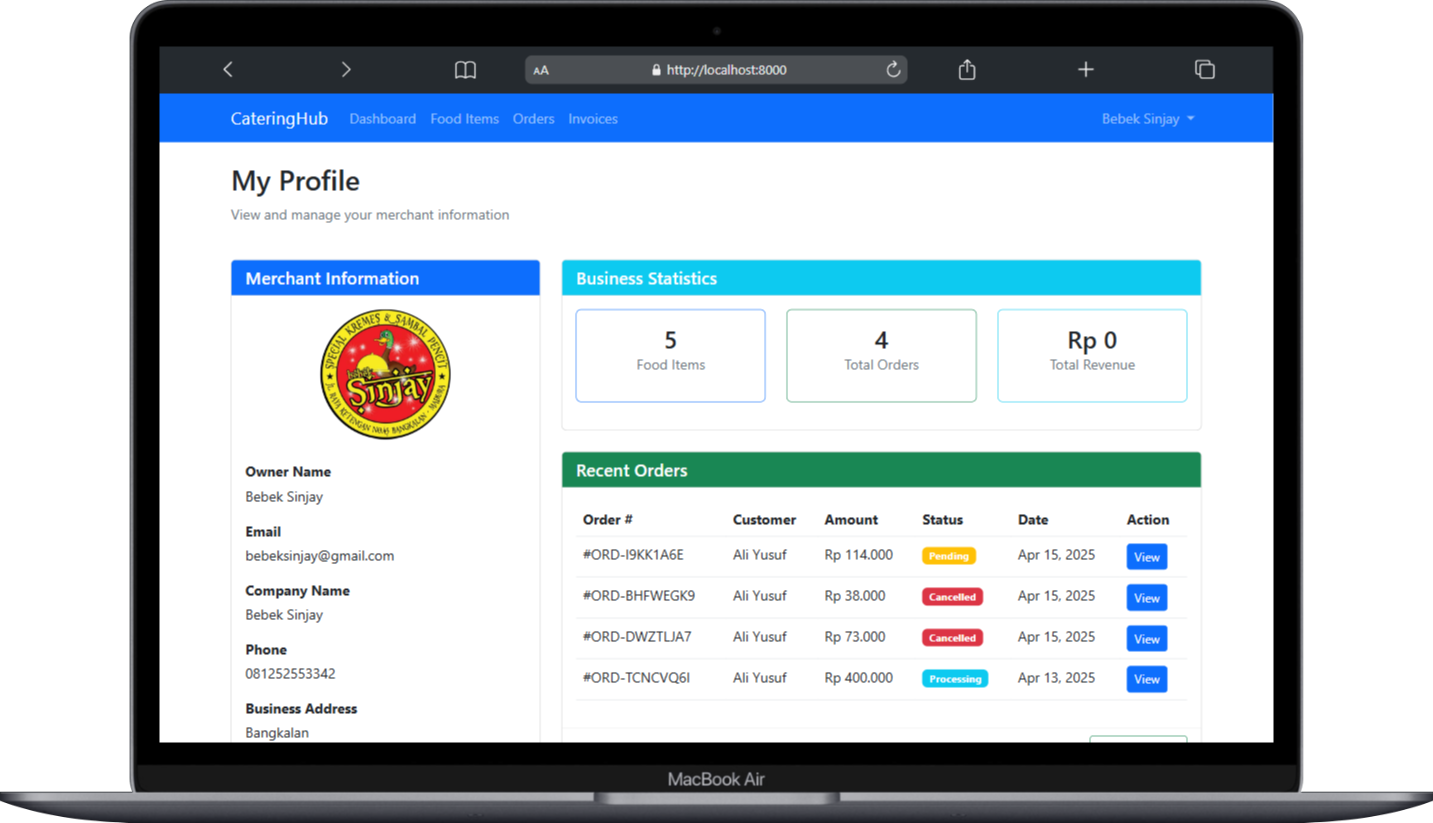 AA
http://localhost:8000
CateringHub Dashboard Food Items Orders Invoices Bebek Sinjay
My Profile
View and manage your merchant information
Merchant Information
SPECIAL KREMES & SAMBAL PENCIT
bebek
Sinjay
JL. RAYA KETENGAN BANGKALAN - MADURA
Owner Name
Bebek Sinjay
Email
bebeksinjay@gmail.com
Company Name
Bebek Sinjay
Phone
081252553342
Business Address
Bangkalan
Business Statistics
5
Food Items
4
Total Orders
Rp 0
Total Revenue
Recent Orders
Order # Customer Amount Status Date Action
#ORD-I9KK1A6E Ali Yusuf Rp 114.000 Pending Apr 15, 2025 View
#ORD-BHFWEGK9 Ali Yusuf Rp 38.000 Cancelled Apr 15, 2025 View
#ORD-DWZTLJA7 Ali Yusuf Rp 73.000 Cancelled Apr 15, 2025 View
#ORD-TCNCVQ6I Ali Yusuf Rp 400.000 Processing Apr 13, 2025 View
MacBook Air